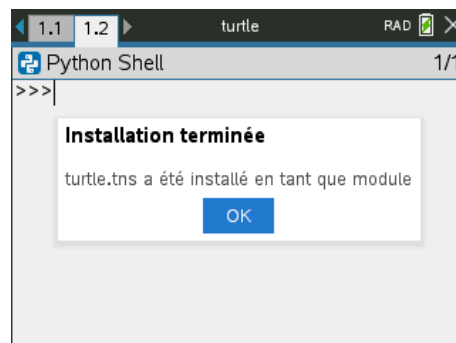 1.1 1.2 turtle RAD
Python Shell 1/1
>>>
Installation terminée
turtle.tns a été installé en tant que module
OK